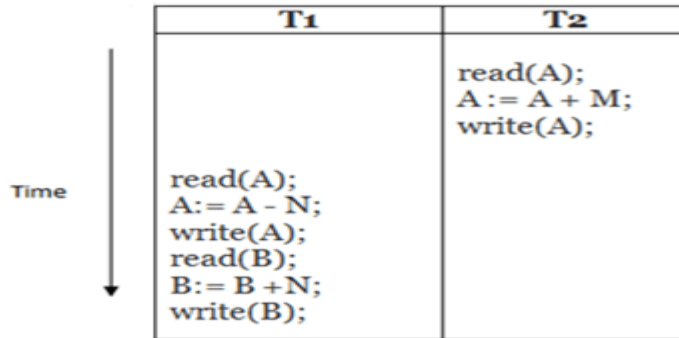 T1 T2
read(A);
A := A + M;
write(A);
Time
read(A);
A:= A - N;
write(A);
read(B);
B:= B +N;
write(B);